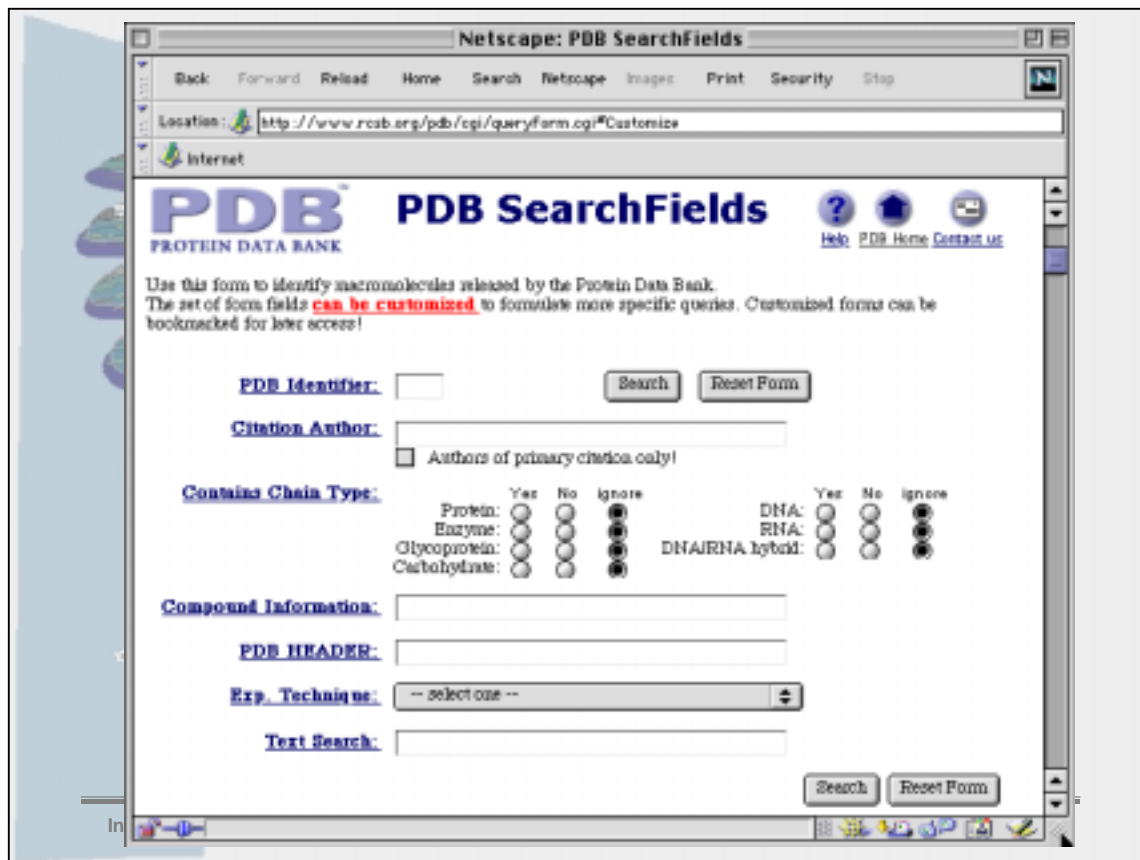 Netscape: PDB SearchFields
Back Forward Reload Home Search Netscape Images Print Security Stop
N
Location: http://www.rcsb.org/pdb/cgi/queryForm.cgi#Customize
Internet
PDB™
PROTEIN DATA BANK
PDB SearchFields
?
Help PDB Home Contact us
Use this form to identify macromolecules released by the Protein Data Bank.
The set of form fields can be customized to formulate more specific queries. Customized forms can be
bookmarked for later access!
PDB Identifier: Search Reset Form
Citation Author:
Authors of primary citation only!
Contains Chain Type: Yes No ignore Yes No ignore
Protein: DNA:
Enzyme: RNA:
Glycoprotein: DNA/RNA hybrid:
Carbohydrate:
Compound Information:
PDB HEADER:
Exp. Technique: -- select one --
Text Search:
Search Reset Form
In